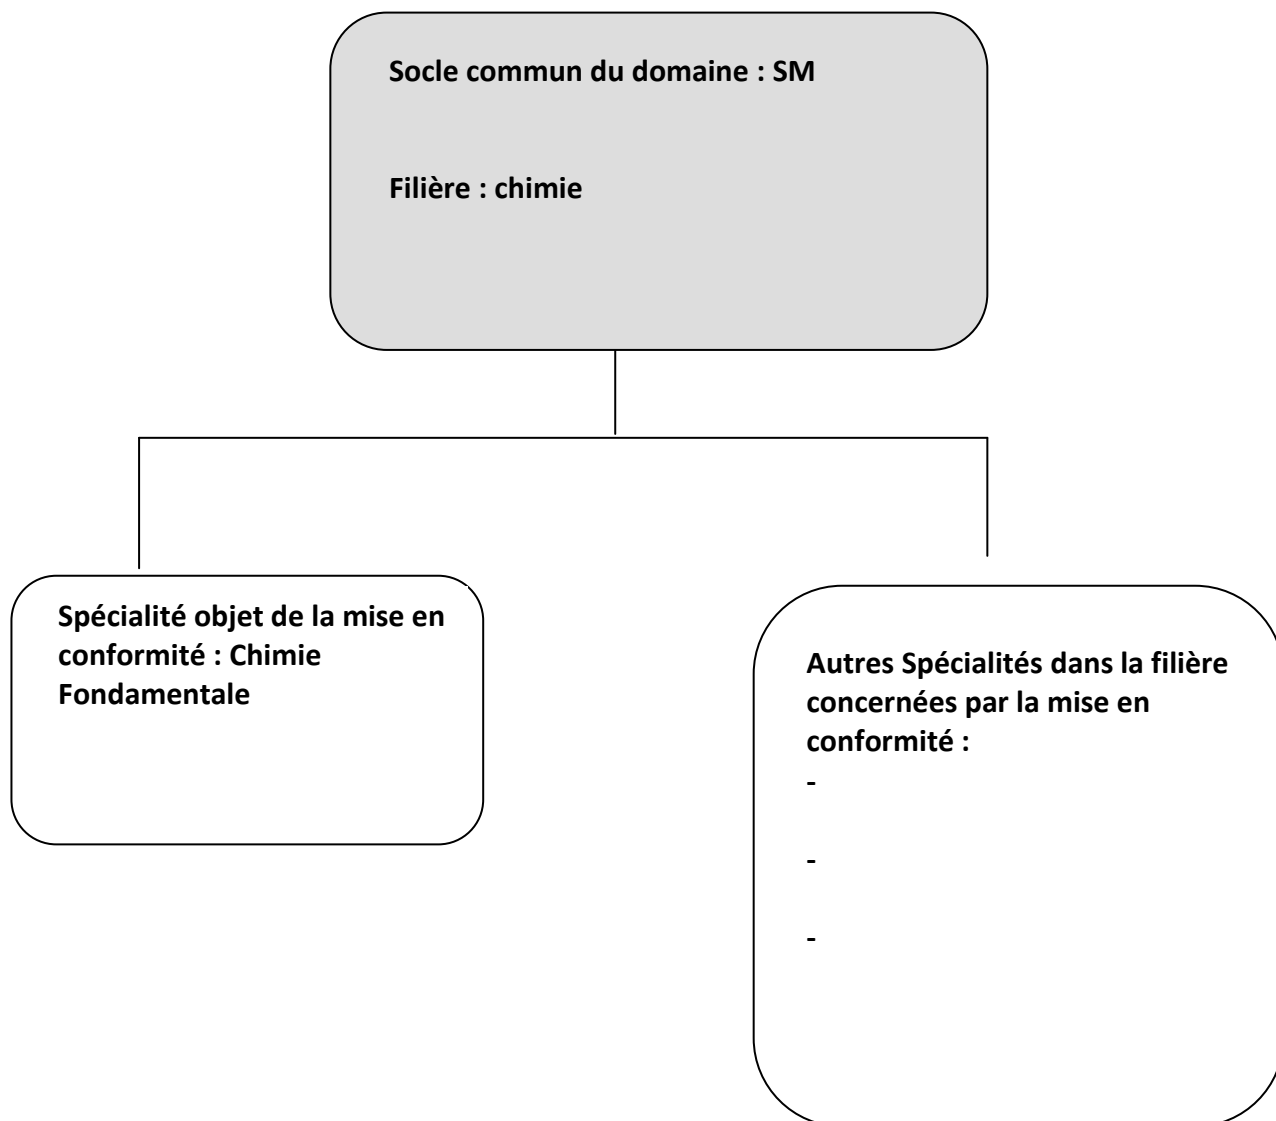 Socle commun du domaine : SM
Filière : chimie
Spécialité objet de la mise en
conformité : Chimie
Fondamentale
Autres Spécialités dans la filière
concernées par la mise en
conformité :
-
-
-